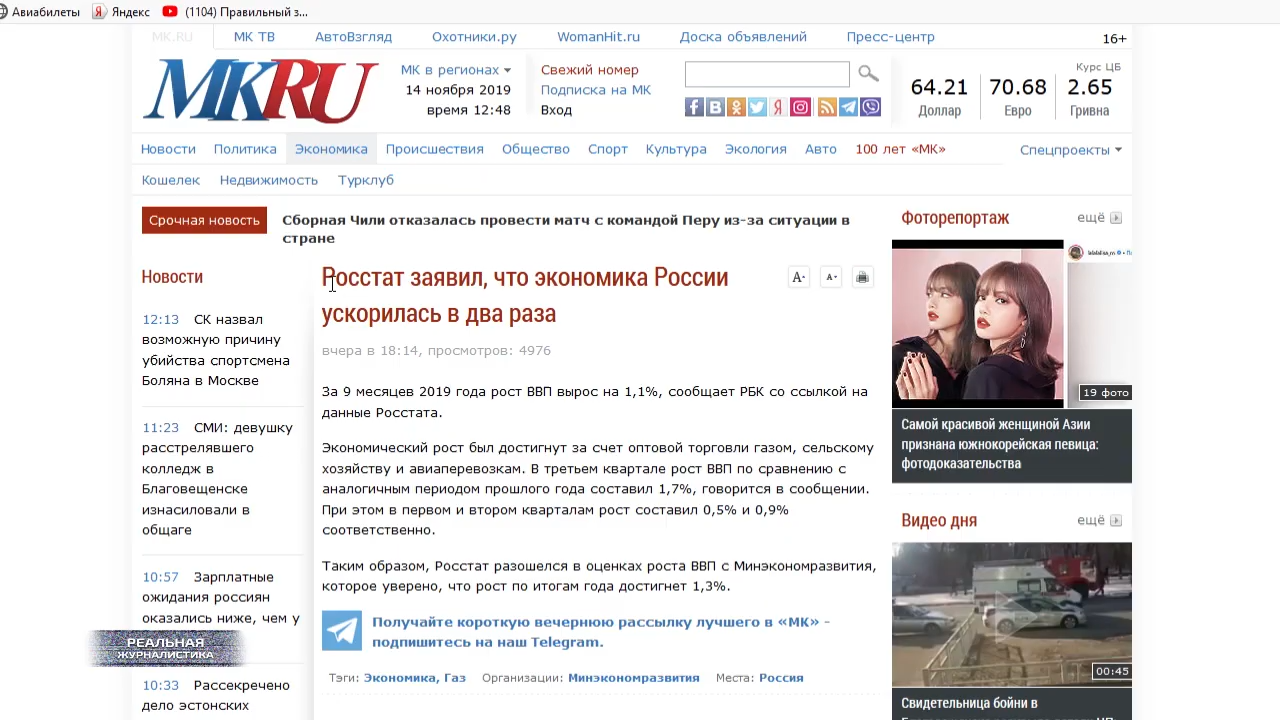 Авиабилеты
Яндекс
(1104) Правильный з...
MK.RU
МК ТВ
АвтоВзгляд
Охотники.ру
WomanHit.ru
Доска объявлений
Пресс-центр
16+
MKRU
МК в регионах
14 ноября 2019
время 12:48
Свежий номер
Подписка на МК
Вход
Курс ЦБ
64.21
70.68
2.65
Доллар
Евро
Гривна
Новости
Политика
Экономика
Происшествия
Общество
Спорт
Культура
Экология
Авто
100 лет «МК»
Спецпроекты
Кошелек
Недвижимость
Турклуб
Срочная новость
Сборная Чили отказалась провести матч с командой Перу из-за ситуации в
стране
Новости
12:13 СК назвал
возможную причину
убийства спортсмена
Боляна в Москве
11:23 СМИ: девушку
расстрелявшего
колледж в
Благовещенске
изнасиловали в
общаге
10:57 Зарплатные
ожидания россиян
оказались ниже, чем у
РЕАЛЬНАЯ
ЖУРНАЛИСТИКА
10:33 Рассекречено
дело эстонских
Росстат заявил, что экономика России
ускорилась в два раза
A+
A-
вчера в 18:14, просмотров: 4976
За 9 месяцев 2019 года рост ВВП вырос на 1,1%, сообщает РБК со ссылкой на
данные Росстата.
Экономический рост был достигнут за счет оптовой торговли газом, сельскому
хозяйству и авиаперевозкам. В третьем квартале рост ВВП по сравнению с
аналогичным периодом прошлого года составил 1,7%, говорится в сообщении.
При этом в первом и втором кварталам рост составил 0,5% и 0,9%
соответственно.
Таким образом, Росстат разошелся в оценках роста ВВП с Минэкономразвития,
которое уверено, что рост по итогам года достигнет 1,3%.
Получайте короткую вечернюю рассылку лучшего в «МК» -
подпишитесь на наш Telegram.
Тэги: Экономика, Газ Организации: Минэкономразвития Места: Россия
Фоторепортаж
ещё
19 фото
Самой красивой женщиной Азии
признана южнокорейская певица:
фотодоказательства
Видео дня
ещё
00:45
Свидетельница бойни в